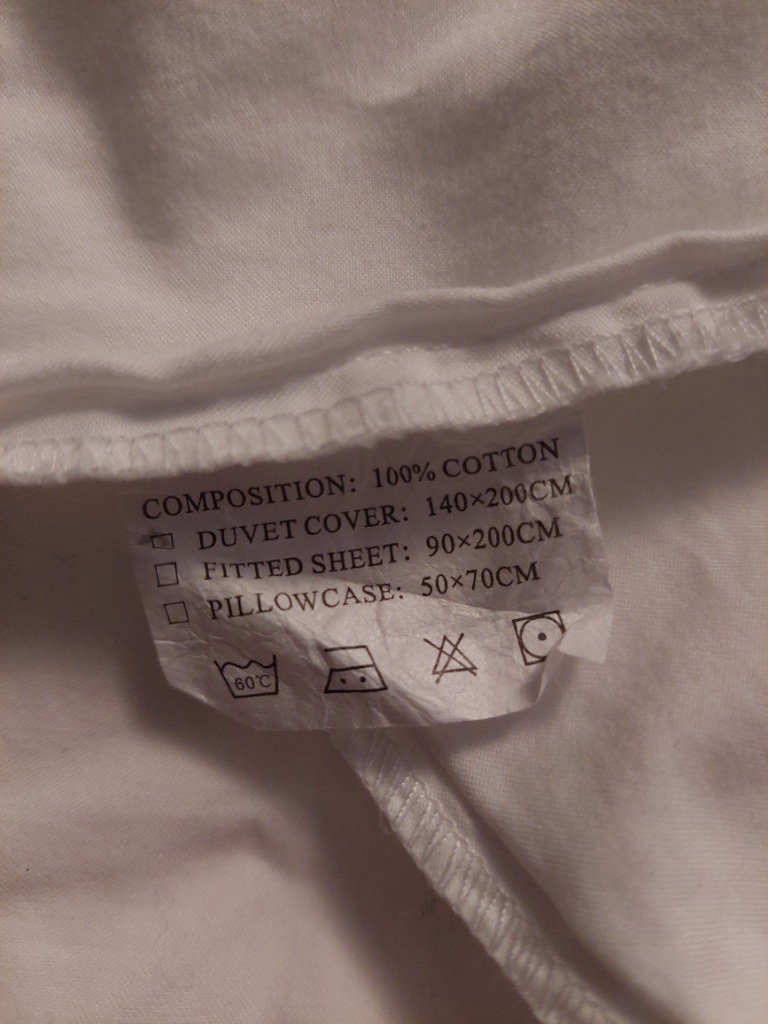 COMPOSITION: 100% COTTON
DUVET COVER: 140×200CM
FITTED SHEET: 90×200CM
PILLOWCASE: 50×70CM
60°C